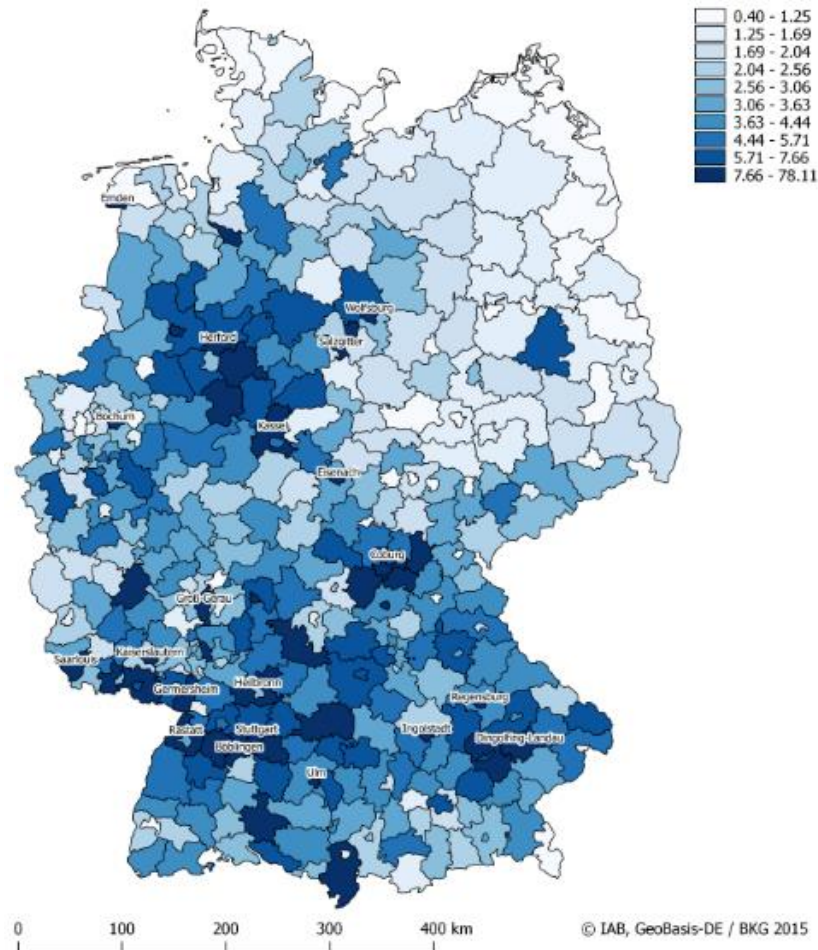 0.40 - 1.25
1.25 - 1.69
1.69 - 2.04
2.04 - 2.56
2.56 - 3.06
3.06 - 3.63
3.63 - 4.44
4.44 - 5.71
5.71 - 7.66
7.66 - 78.11
Emden
Wolfsburg
Herford
Salzgitter
Bochum
Kassel
Eisenach
Coburg
Groß-Gerau
Kaiserslautern
Saarlouis
Germersheim
Heilbronn
Regensburg
Rastatt
Stuttgart
Ingolstadt
Dingolfing-Landau
Böblingen
Ulm
0 100 200 300 400 km
© IAB, GeoBasis-DE / BKG 2015